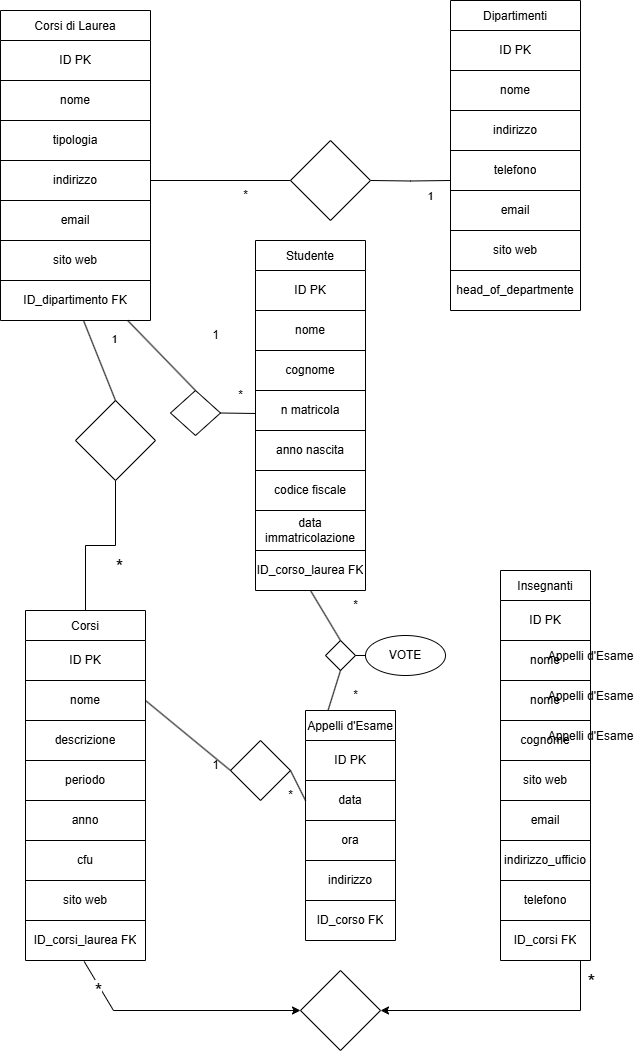 Corsi di Laurea
ID PK
nome
tipologia
indirizzo
email
sito web
ID_dipartimento FK
Dipartimenti
ID PK
nome
indirizzo
telefono
email
sito web
head_of_departmente
*
1
Studente
ID PK
nome
cognome
n matricola
anno nascita
codice fiscale
data
immatricolazione
ID_corso_laurea FK
1
1
*
*
Corsi
ID PK
nome
descrizione
periodo
anno
cfu
sito web
ID_corsi_laurea FK
*
VOTE
*
Appelli d'Esame
ID PK
data
ora
indirizzo
ID_corso FK
1
*
Insegnanti
ID PK
nome
Appelli d'Esame
nome
Appelli d'Esame
cognome
Appelli d'Esame
sito web
email
indirizzo_ufficio
telefono
ID_corsi FK
*
*